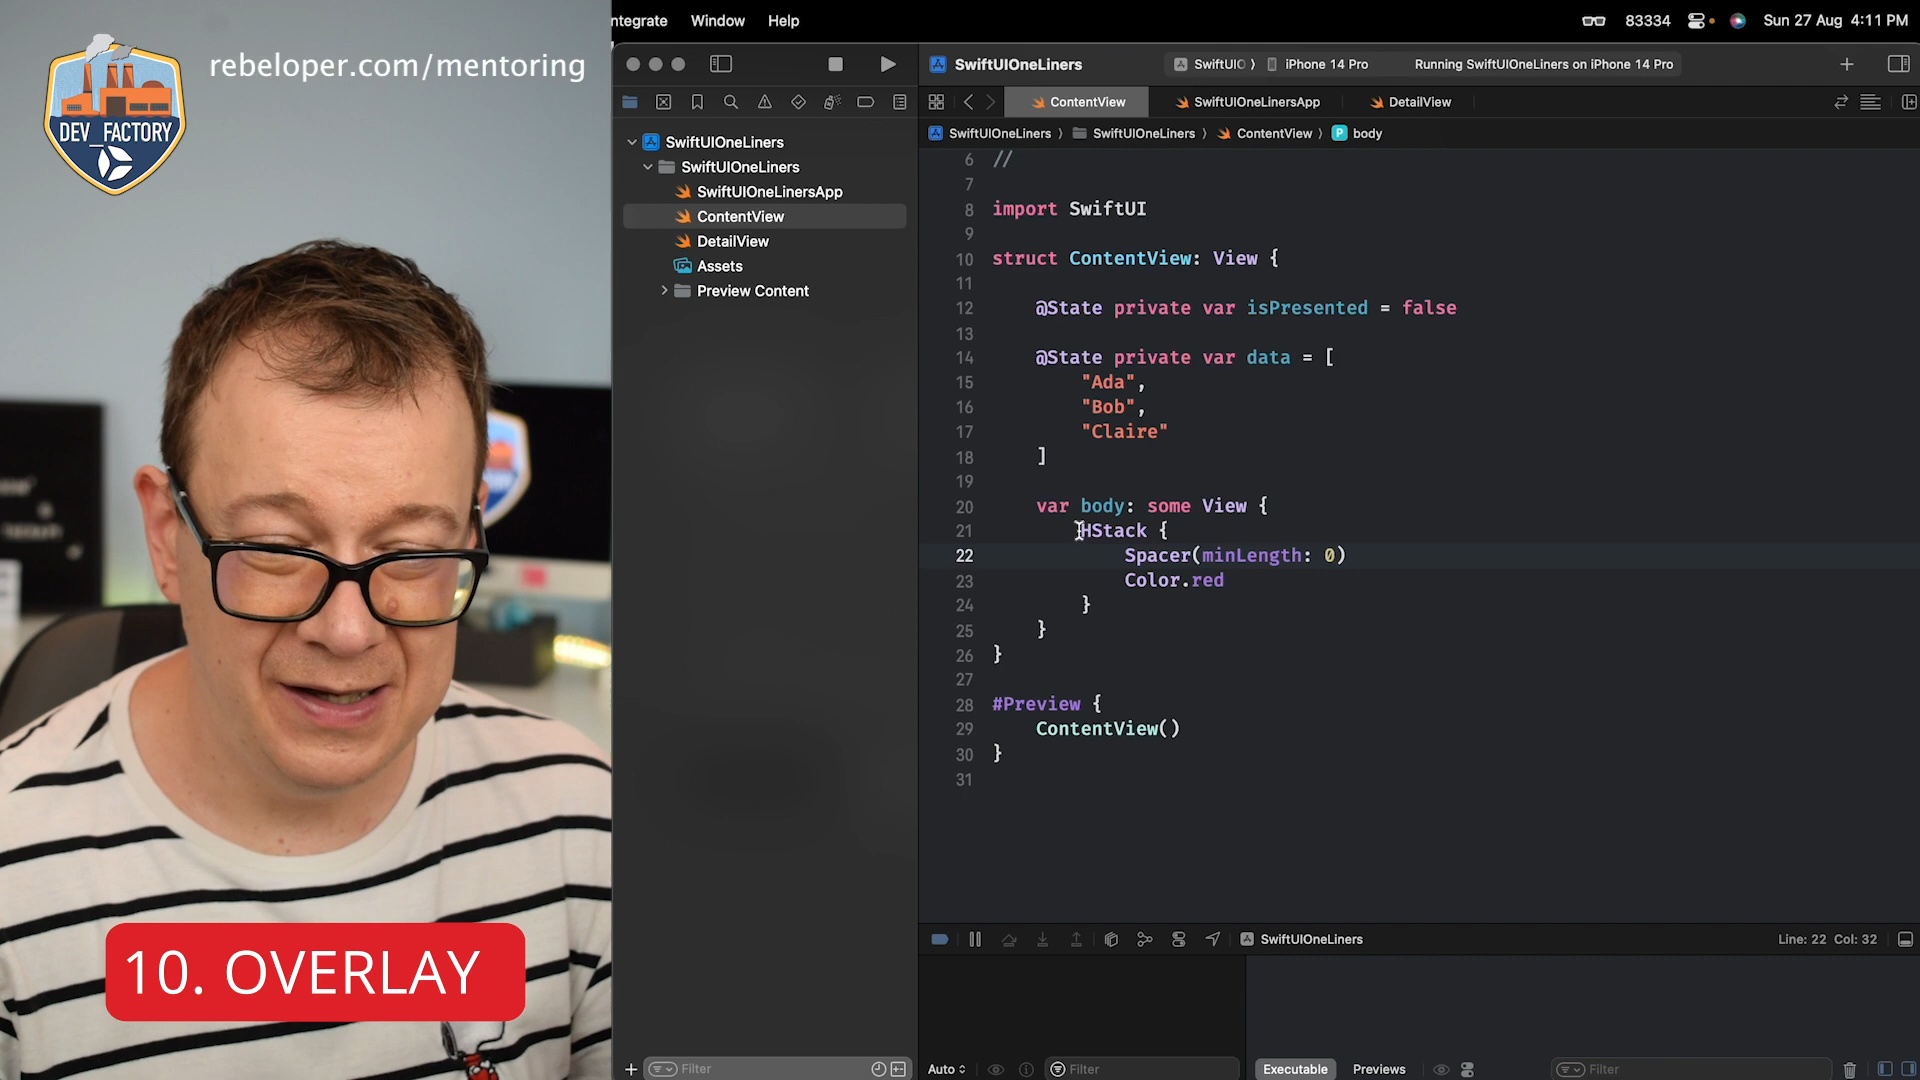 rebeloper.com/mentoring
DEV_FACTORY
10. OVERLAY
ntegrate Window Help
83334 Sun 27 Aug 4:11 PM
SwiftUIOneLiners
SwiftUIO iPhone 14 Pro Running SwiftUIOneLiners on iPhone 14 Pro
ContentView SwiftUIOneLinersApp DetailView
SwiftUIOneLiners SwiftUIOneLiners ContentView P body
SwiftUIOneLiners
SwiftUIOneLiners
SwiftUIOneLinersApp
ContentView
DetailView
Assets
Preview Content
6 //
7
8 import SwiftUI
9
10 struct ContentView: View {
11
12 @State private var isPresented = false
13
14 @State private var data = [
15 "Ada",
16 "Bob",
17 "Claire"
18 ]
19
20 var body: some View {
21 HStack {
22 Spacer(minLength: 0)
23 Color.red
24 }
25 }
26 }
27
28 #Preview {
29 ContentView()
30 }
31
SwiftUIOneLiners Line: 22 Col: 32
Filter
Auto Filter
Executable Previews Filter